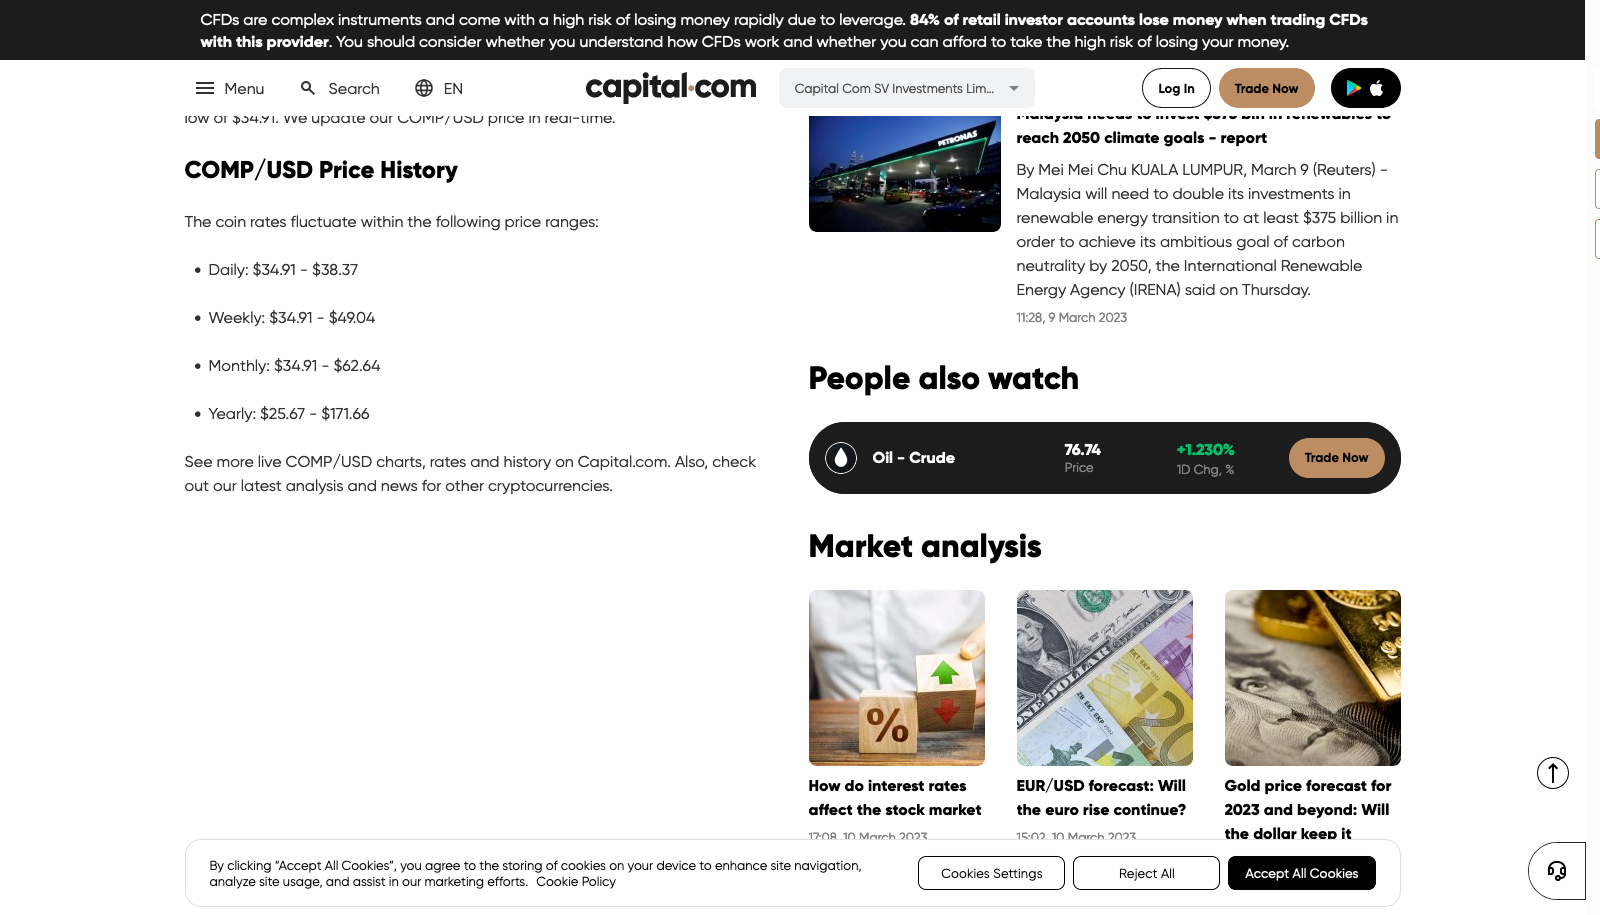 CFDs are complex instruments and come with a high risk of losing money rapidly due to leverage. 84% of retail investor accounts lose money when trading CFDs
with this provider. You should consider whether you understand how CFDs work and whether you can afford to take the high risk of losing your money.
Menu
Search
EN
capital.com
Capital Com SV Investments Lim...
Log In
Trade Now
low of $34.91. We update our COMP/USD price in real-time.
COMP/USD Price History
The coin rates fluctuate within the following price ranges:
• Daily: $34.91 - $38.37
• Weekly: $34.91 - $49.04
• Monthly: $34.91 - $62.64
• Yearly: $25.67 - $171.66
See more live COMP/USD charts, rates and history on Capital.com. Also, check
out our latest analysis and news for other cryptocurrencies.
PETRONAS
Malaysia needs to invest $375 bln in renewables to
reach 2050 climate goals - report
By Mei Mei Chu KUALA LUMPUR, March 9 (Reuters) -
Malaysia will need to double its investments in
renewable energy transition to at least $375 billion in
order to achieve its ambitious goal of carbon
neutrality by 2050, the International Renewable
Energy Agency (IRENA) said on Thursday.
11:28, 9 March 2023
People also watch
Oil - Crude
76.74
Price
+1.230%
1D Chg, %
Trade Now
Market analysis
%
How do interest rates
affect the stock market
17:08, 10 March 2023
EUR/USD forecast: Will
the euro rise continue?
15:02, 10 March 2023
Gold price forecast for
2023 and beyond: Will
the dollar keep it
By clicking “Accept All Cookies”, you agree to the storing of cookies on your device to enhance site navigation,
analyze site usage, and assist in our marketing efforts. Cookie Policy
Cookies Settings
Reject All
Accept All Cookies